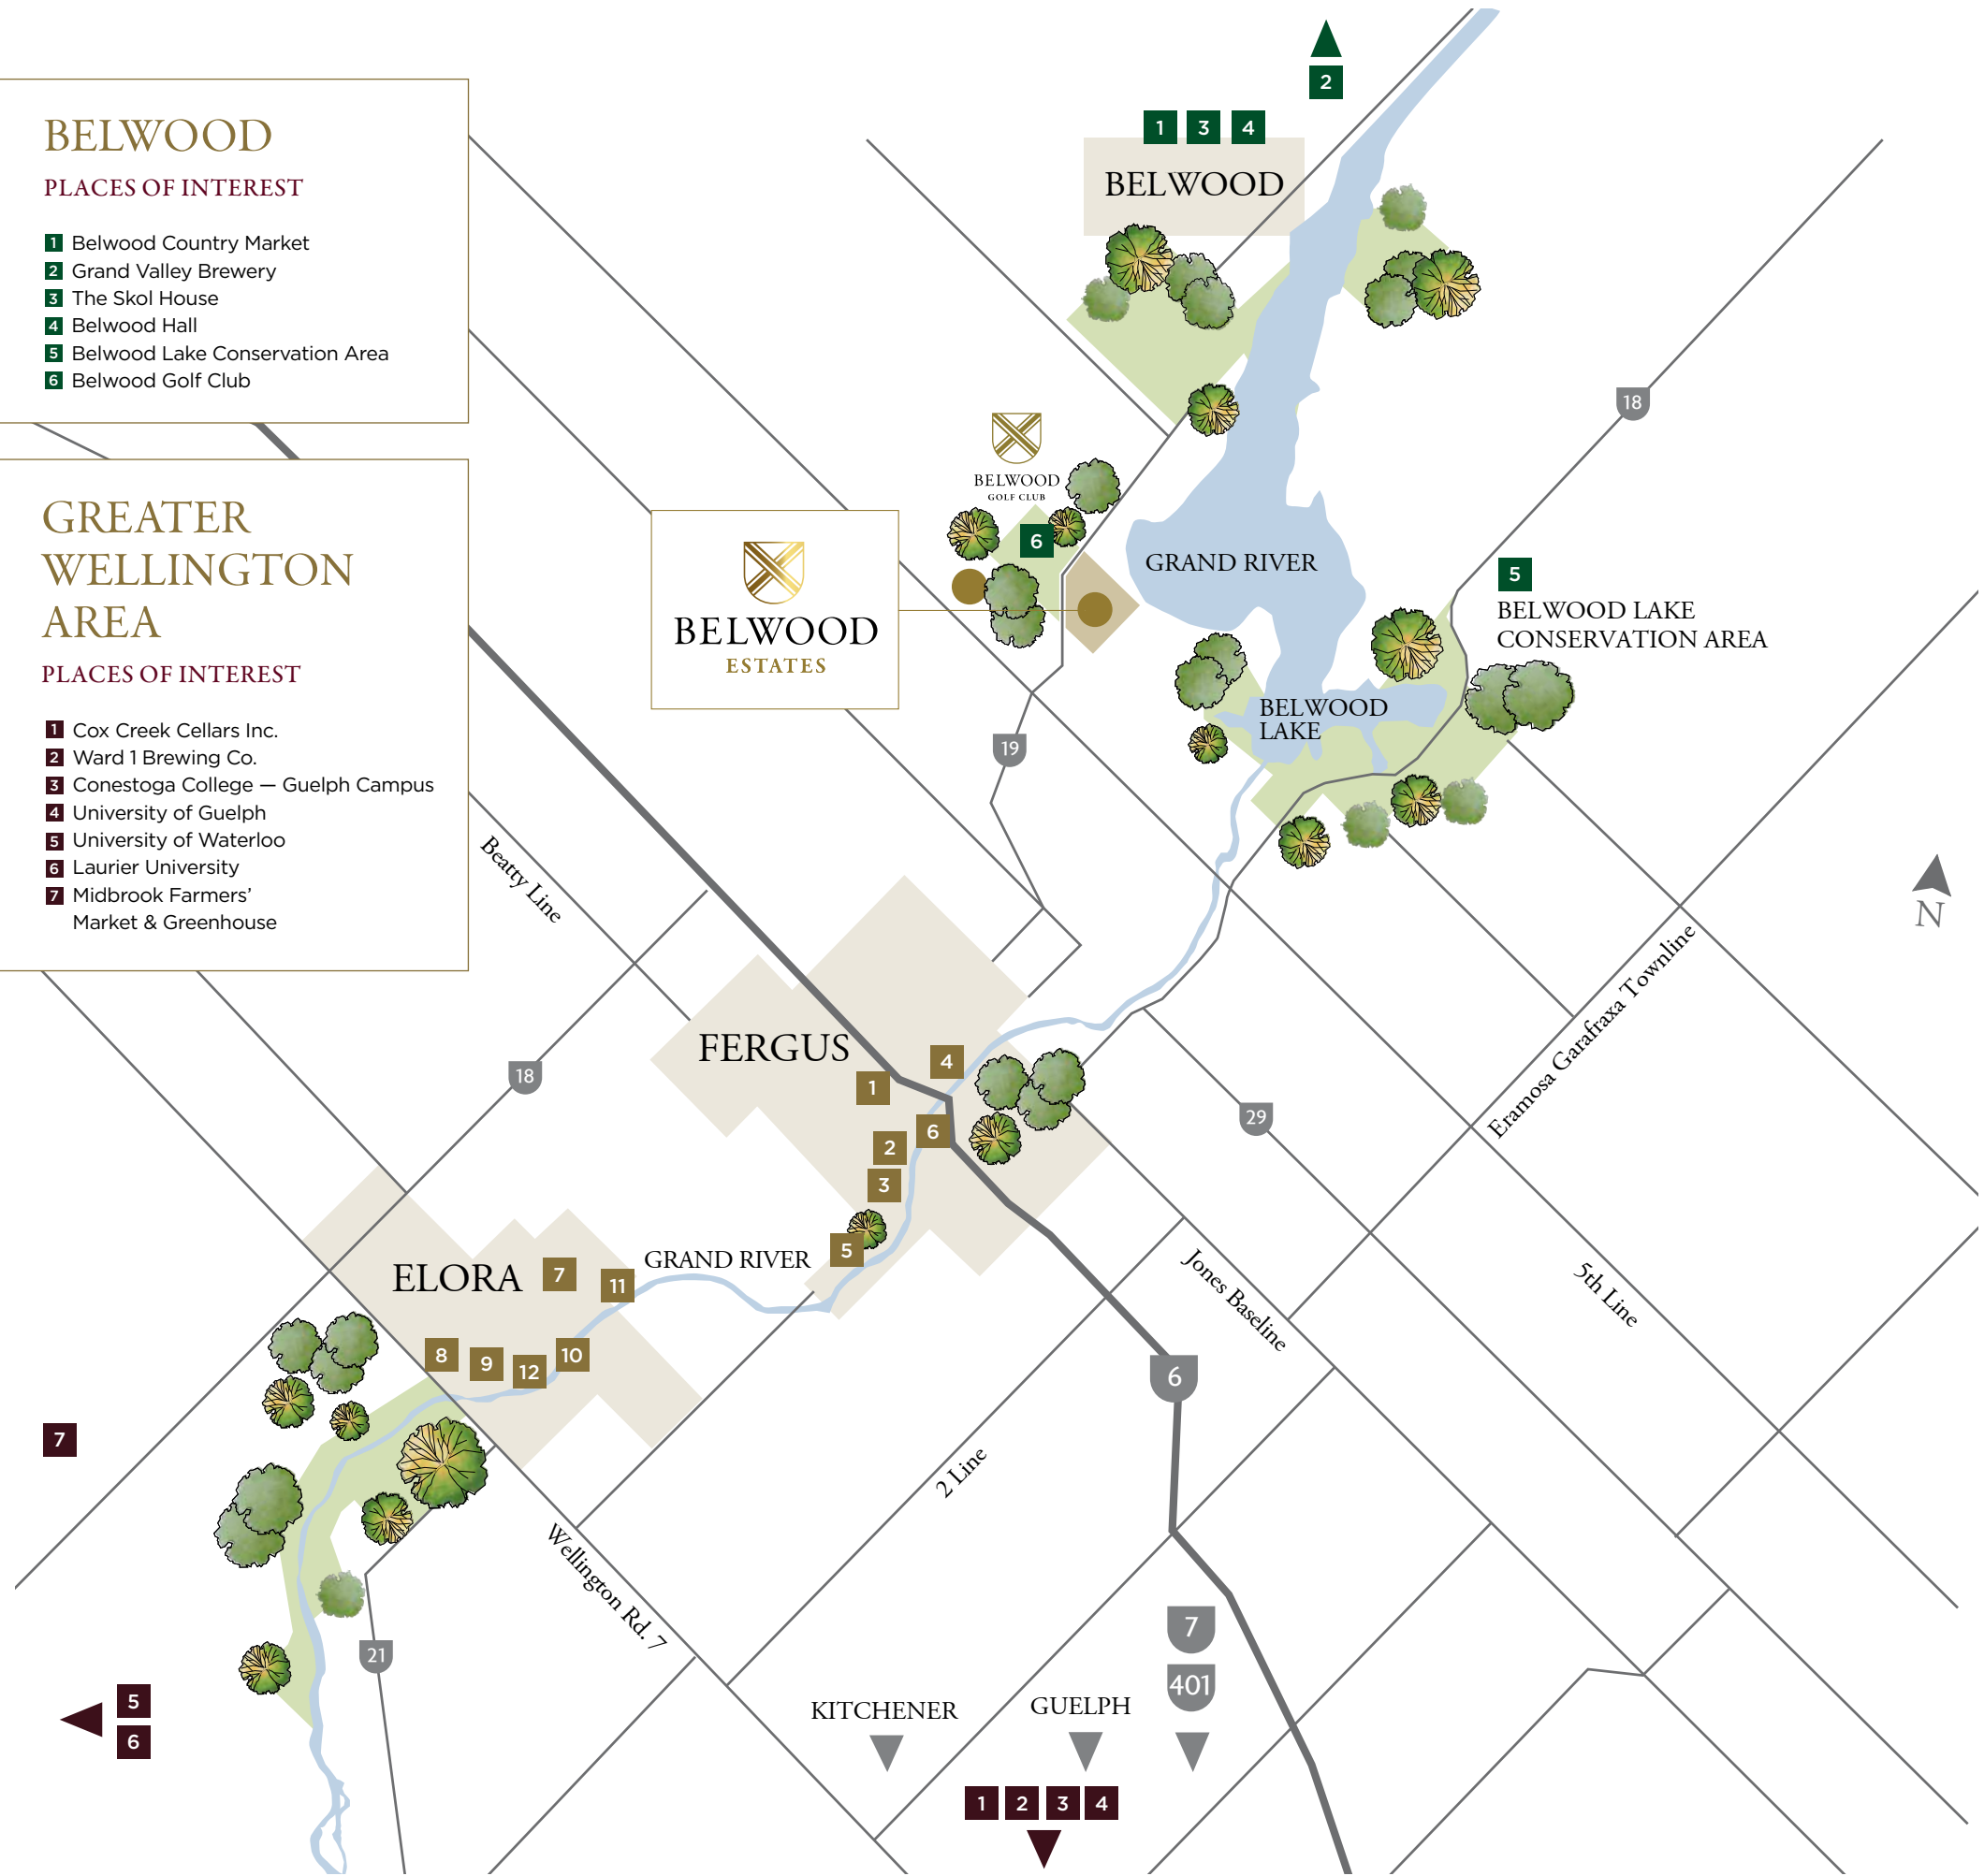 BELWOOD
PLACES OF INTEREST
1 Belwood Country Market
2 Grand Valley Brewery
3 The Skol House
4 Belwood Hall
5 Belwood Lake Conservation Area
6 Belwood Golf Club
GREATER
WELLINGTON
AREA
PLACES OF INTEREST
1 Cox Creek Cellars Inc.
2 Ward 1 Brewing Co.
3 Conestoga College — Guelph Campus
4 University of Guelph
5 University of Waterloo
6 Laurier University
7 Midbrook Farmers’
Market & Greenhouse
2
1 3 4
BELWOOD
18
BELWOOD
GOLF CLUB
6
GRAND RIVER
5
BELWOOD LAKE
CONSERVATION AREA
BELWOOD
ESTATES
BELWOOD
LAKE
19
Beatty Line
N
Eramosa Garafraxa Townline
FERGUS
4
1
18
29
6
2
3
5
GRAND RIVER
ELORA
7
11
8
9
12
10
Jones Baseline
5th Line
6
7
2 Line
Wellington Rd. 7
21
7
401
5
6
KITCHENER
GUELPH
1 2 3 4